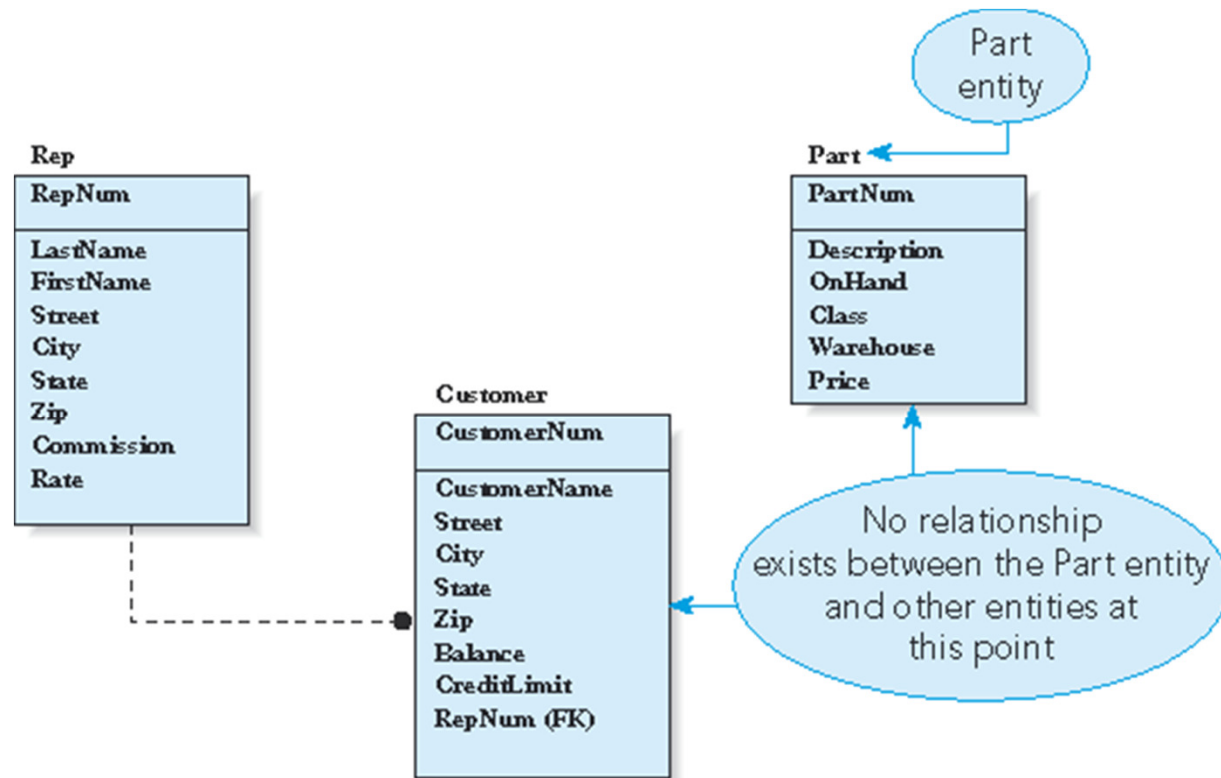 Part
entity
Rep
RepNum
LastName
FirstName
Street
City
State
Zip
Commission
Rate
Part
PartNum
Description
OnHand
Class
Warehouse
Price
Customer
CustomerNum
CustomerName
Street
City
State
Zip
Balance
CreditLimit
RepNum (FK)
No relationship
exists between the Part entity
and other entities at
this point